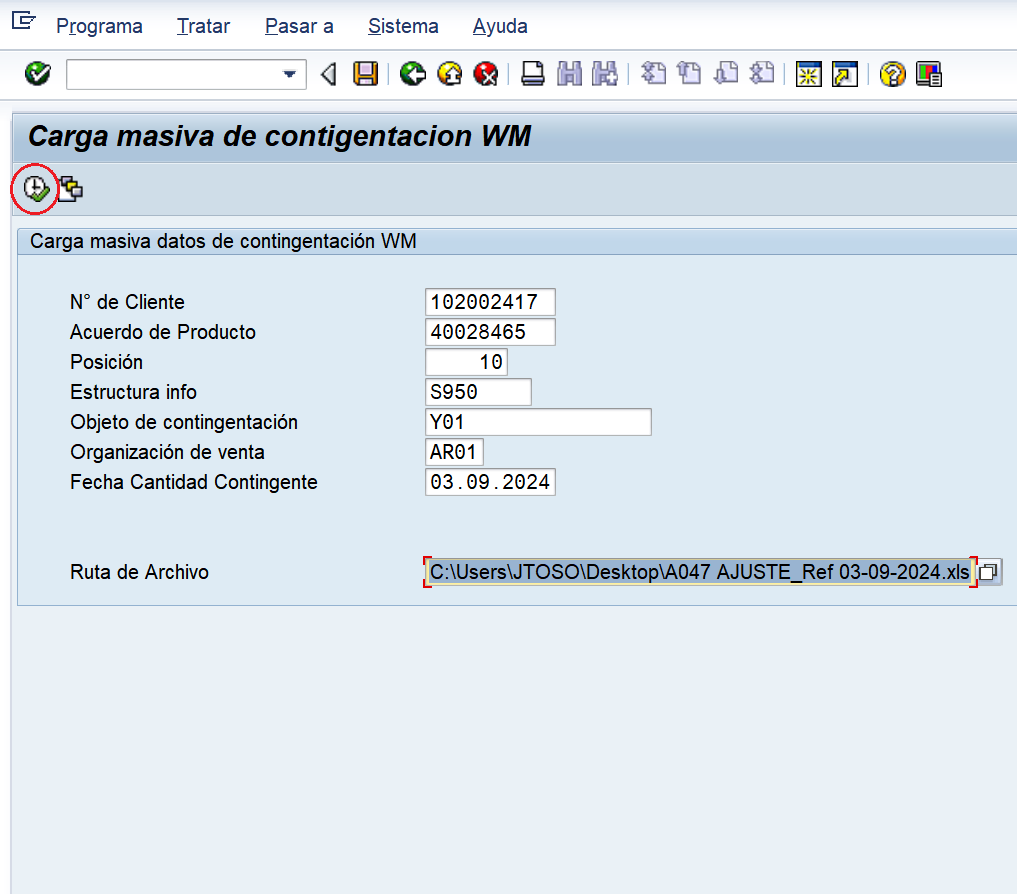 Programa Tratar Pasar a Sistema Ayuda
Carga masiva de contigentacion WM
Carga masiva datos de contingentación WM
N° de Cliente 102002417
Acuerdo de Producto 40028465
Posición 10
Estructura info S950
Objeto de contingentación Y01
Organización de venta AR01
Fecha Cantidad Contingente 03.09.2024
Ruta de Archivo C:\Users\JTOSO\Desktop\A047 AJUSTE_Ref 03-09-2024.xls